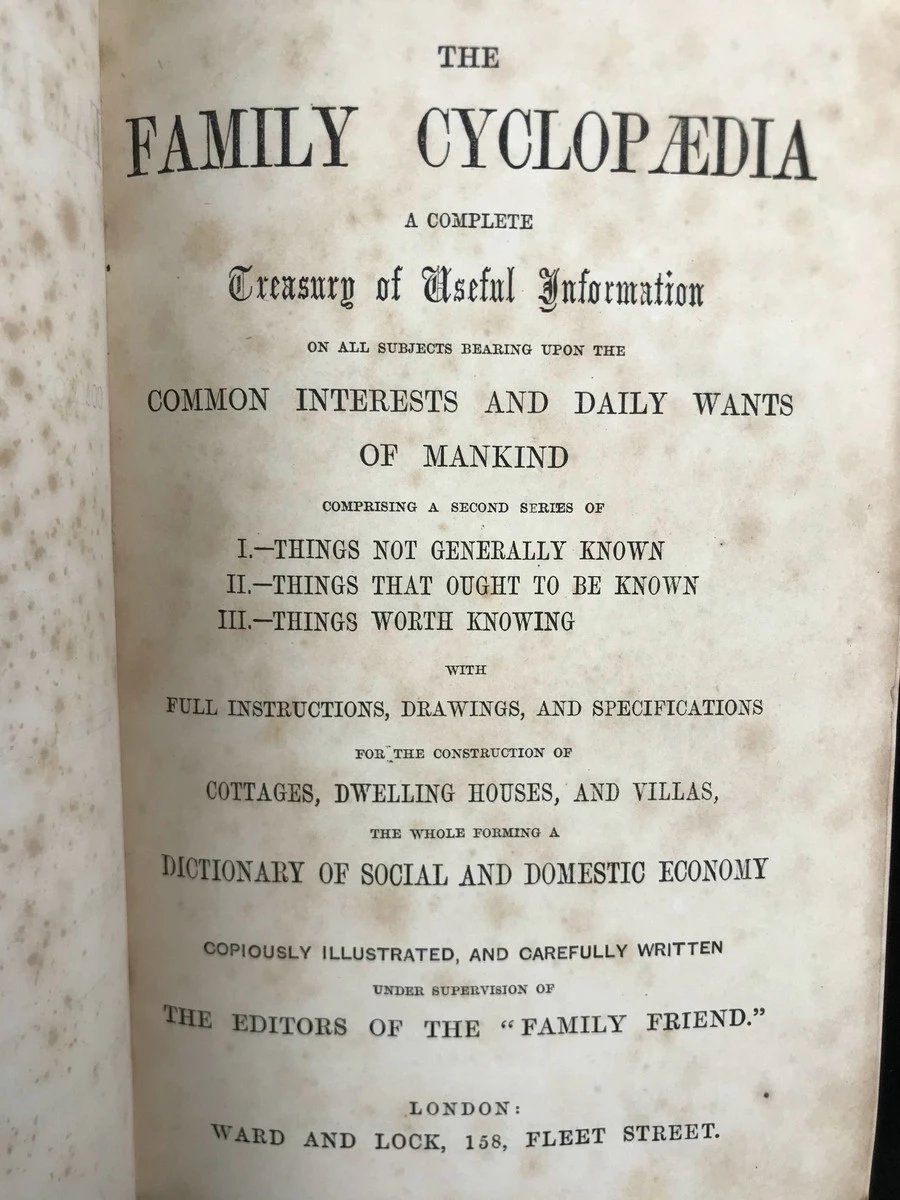 THE
FAMILY CYCLOPÆDIA
A COMPLETE
Treasury of Useful Information
ON ALL SUBJECTS BEARING UPON THE
COMMON INTERESTS AND DAILY WANTS
OF MANKIND
COMPRISING A SECOND SERIES OF
I.—THINGS NOT GENERALLY KNOWN
II.—THINGS THAT OUGHT TO BE KNOWN
III.—THINGS WORTH KNOWING
WITH
FULL INSTRUCTIONS, DRAWINGS, AND SPECIFICATIONS
FOR THE CONSTRUCTION OF
COTTAGES, DWELLING HOUSES, AND VILLAS,
THE WHOLE FORMING A
DICTIONARY OF SOCIAL AND DOMESTIC ECONOMY
COPIOUSLY ILLUSTRATED, AND CAREFULLY WRITTEN
UNDER SUPERVISION OF
THE EDITORS OF THE “FAMILY FRIEND.”
LONDON:
WARD AND LOCK, 158, FLEET STREET.